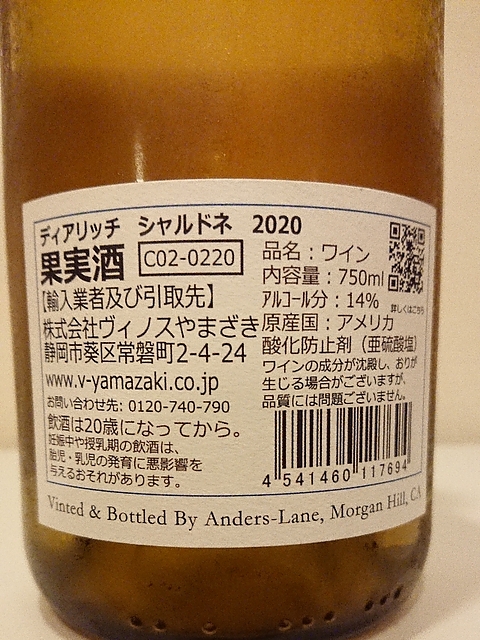 ディアリッチ シャルドネ 2020
果実酒 C02-0220
【輸入業者及び引取先】
株式会社ヴィノスやまざき
静岡市葵区常磐町2-4-24
www.v-yamazaki.co.jp
お問い合わせ先: 0120-740-790
飲酒は20歳になってから。
妊娠中や授乳期の飲酒は、
胎児・乳児の発育に悪影響を
与えるおそれがあります。
品名：ワイン
内容量：750ml
アルコール分：14%
詳しくはこちら
原産国：アメリカ
酸化防止剤（亜硫酸塩）
ワインの成分が沈殿し、おりが
生じる場合がございますが、
品質には問題ございません。
4 541460 117694
Vinted & Bottled By Anders-Lane, Morgan Hill, CA